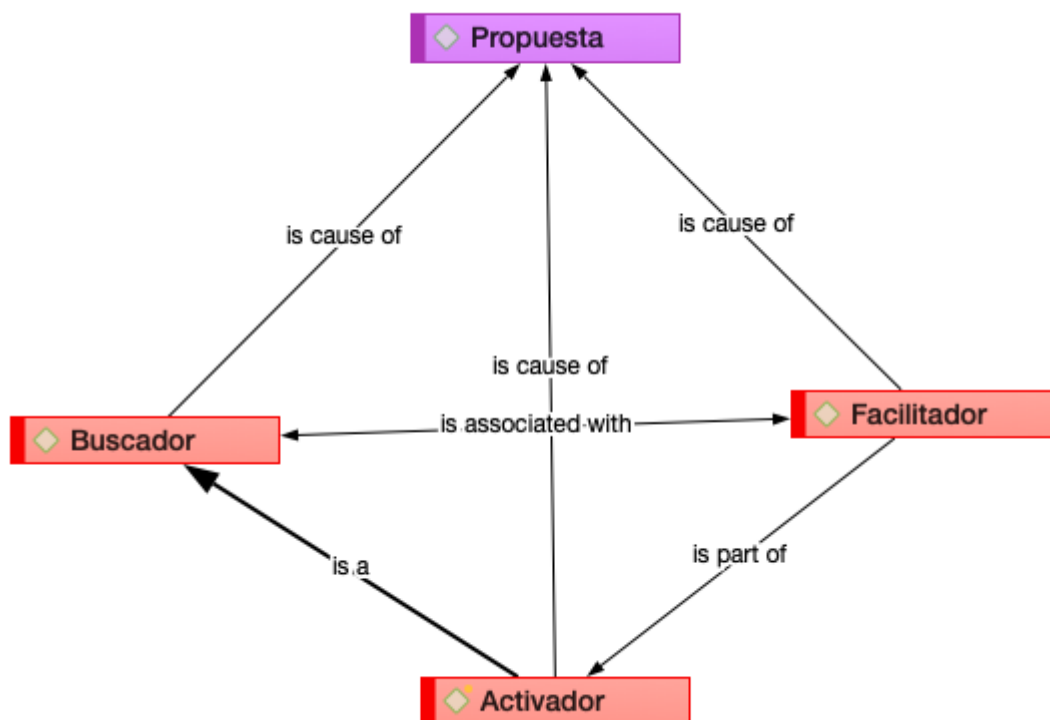 Propuesta
is cause of
is cause of
is cause of
is associated with
Buscador
Facilitador
is a
is part of
Activador